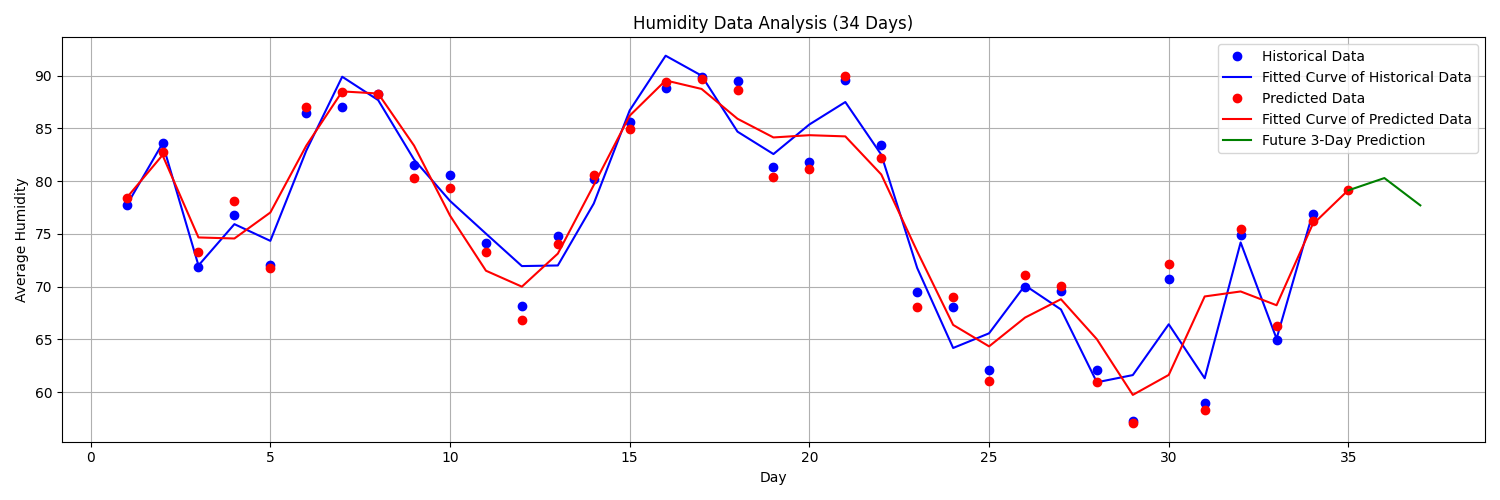 Humidity Data Analysis (34 Days)
Historical Data
Fitted Curve of Historical Data
Predicted Data
Fitted Curve of Predicted Data
Future 3-Day Prediction
Average Humidity
90
85
80
75
70
65
60
0 5 10 15 20 25 30 35
Day